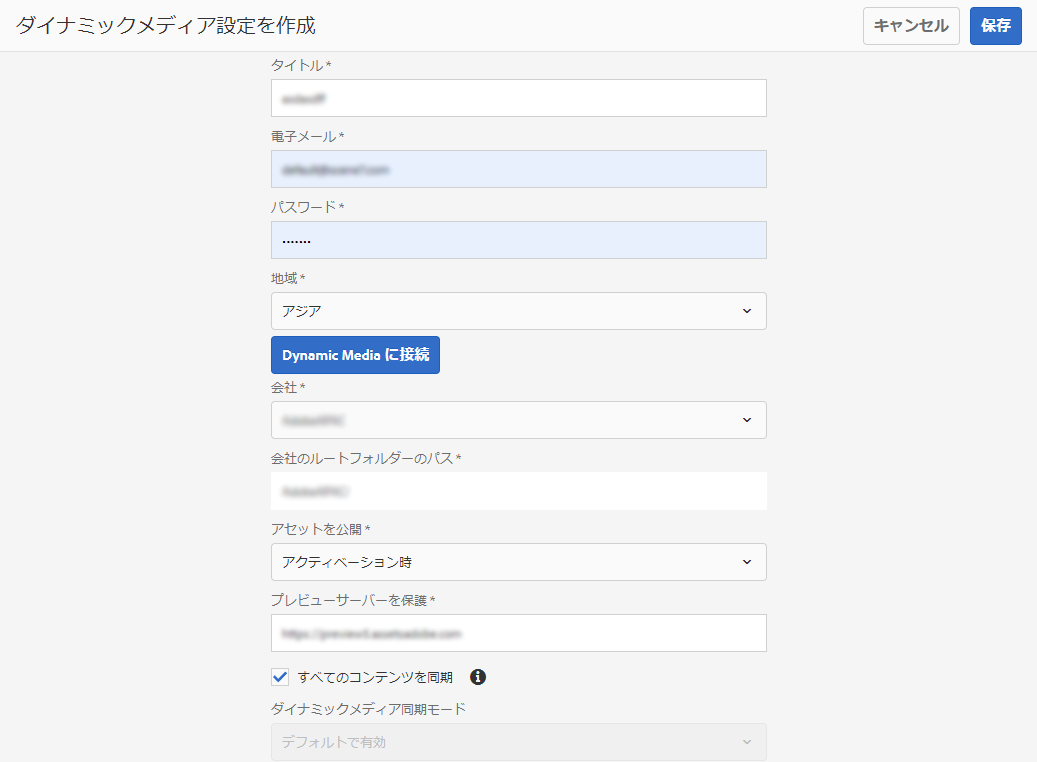 ダイナミックメディア設定を作成
キャンセル
保存
タイトル *
電子メール *
パスワード *
·······
地域 *
アジア
Dynamic Media に接続
会社 *
会社のルートフォルダーのパス *
アセットを公開 *
アクティベーション時
プレビューサーバーを保護 *
すべてのコンテンツを同期
ダイナミックメディア同期モード
デフォルトで有効